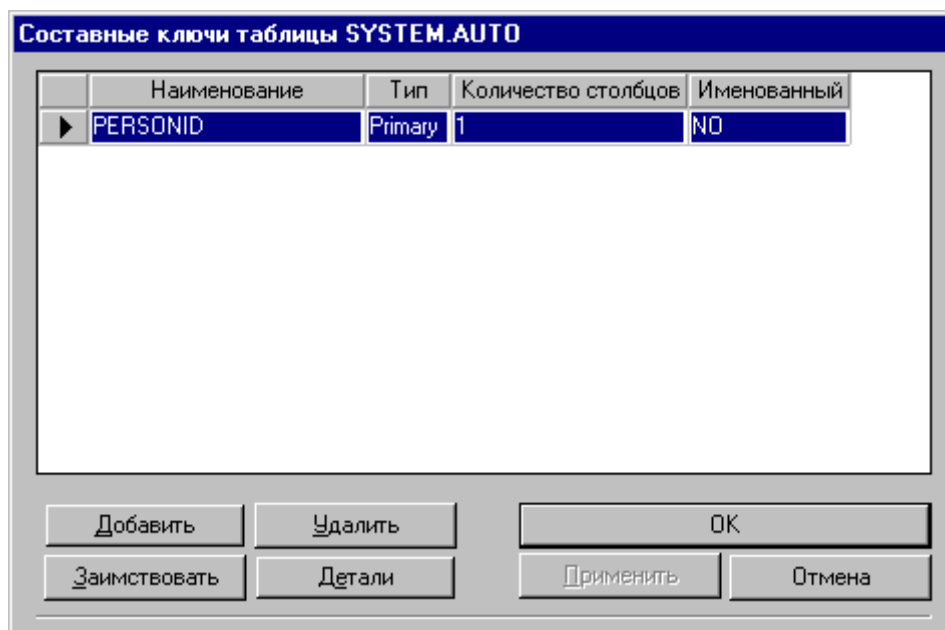 Составные ключи таблицы SYSTEM.AUTO
Наименование Тип Количество столбцов Именованный
PERSONID Primary 1 NO
Добавить Удалить OK
Заимствовать Детали Применить Отмена